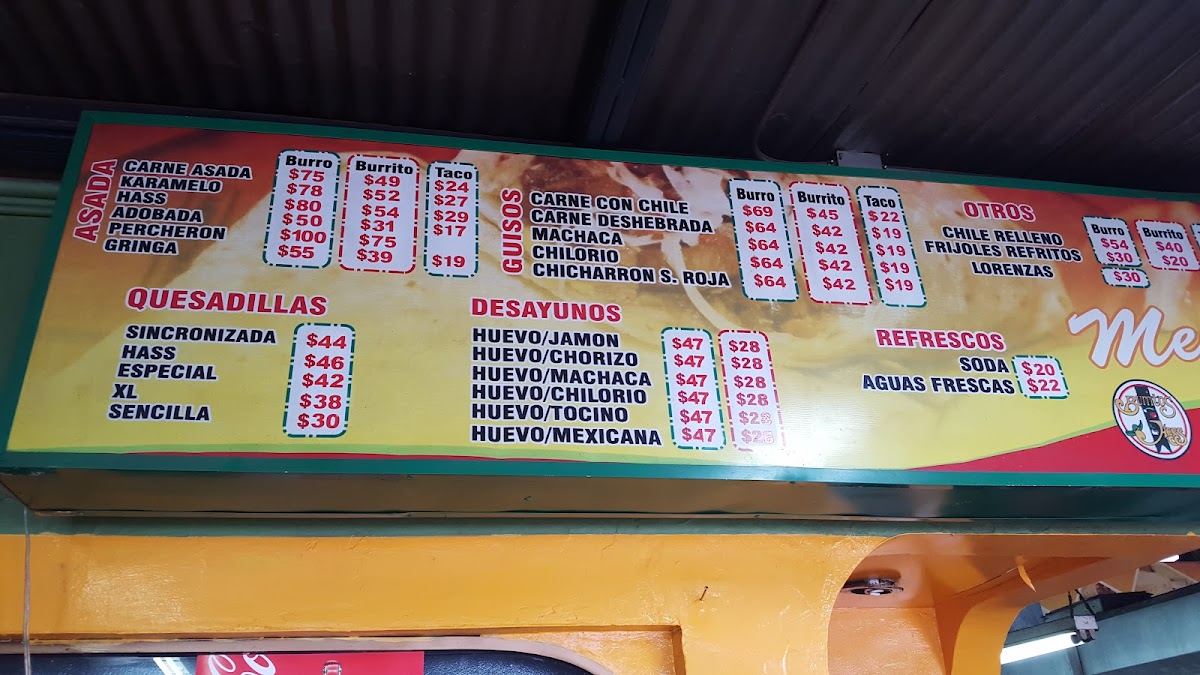 ASADA
Burro Burrito Taco
CARNE ASADA $75 $49 $24
KARAMELO $78 $52 $27
HASS $80 $54 $29
ADOBADA $50 $31 $17
PERCHERON $100 $75
GRINGA $55 $39 $19
GUISOS
Burro Burrito Taco
CARNE CON CHILE $69 $45 $22
CARNE DESHEBRADA $64 $42 $19
MACHACA $64 $42 $19
CHILORIO $64 $42 $19
CHICHARRON S. ROJA $64 $42 $19
OTROS
Burro Burrito
CHILE RELLENO $54 $40
FRIJOLES REFRITOS $30 $20
LORENZAS $30
QUESADILLAS
SINCRONIZADA $44
HASS $46
ESPECIAL $42
XL $38
SENCILLA $30
DESAYUNOS
HUEVO/JAMON $47 $28
HUEVO/CHORIZO $47 $28
HUEVO/MACHACA $47 $28
HUEVO/CHILORIO $47 $28
HUEVO/TOCINO $47
HUEVO/MEXICANA $47
REFRESCOS
SODA $20
AGUAS FRESCAS $22
Me